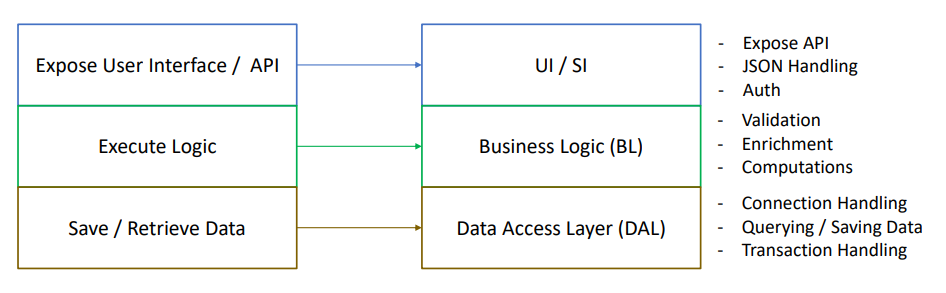 Expose User Interface / API
UI / SI
- Expose API
- JSON Handling
- Auth
Execute Logic
Business Logic (BL)
- Validation
- Enrichment
- Computations
Save / Retrieve Data
Data Access Layer (DAL)
- Connection Handling
- Querying / Saving Data
- Transaction Handling